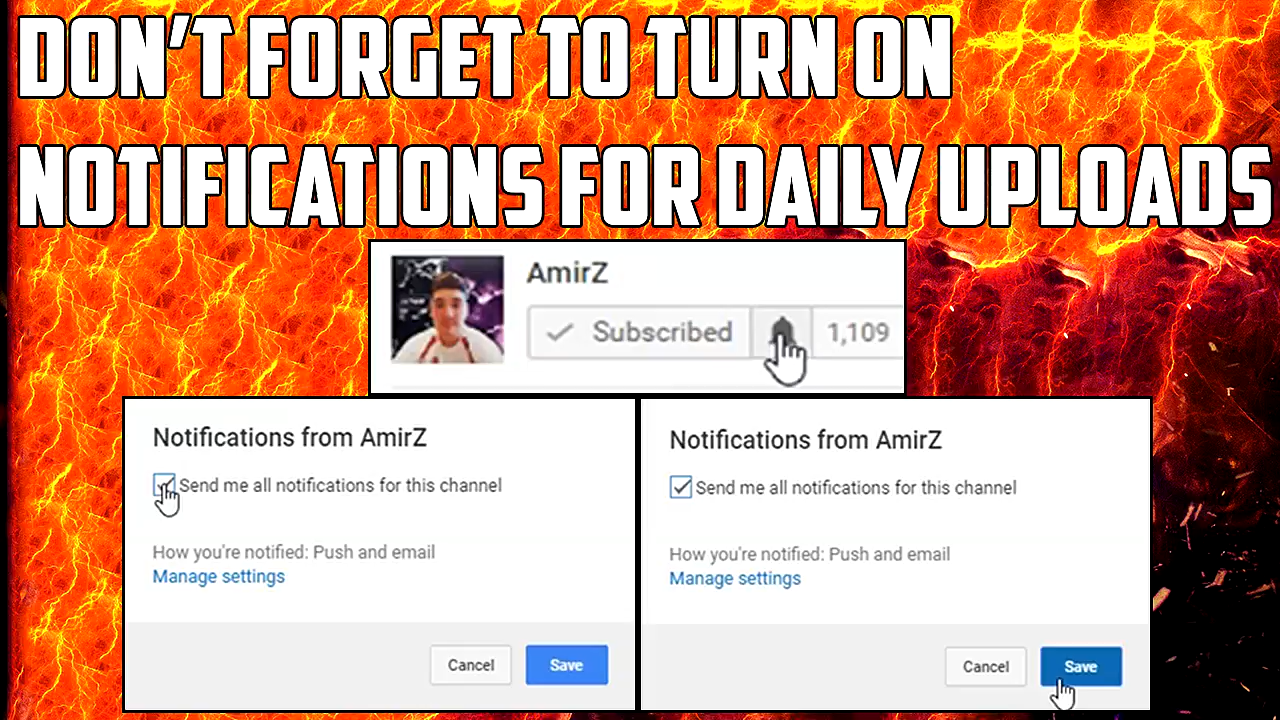 DON'T FORGET TO TURN ON
NOTIFICATIONS FOR DAILY UPLOADS
AmirZ
Subscribed 1,109
Notifications from AmirZ
Send me all notifications for this channel
How you're notified: Push and email
Manage settings
Cancel Save
Notifications from AmirZ
Send me all notifications for this channel
How you're notified: Push and email
Manage settings
Cancel Save